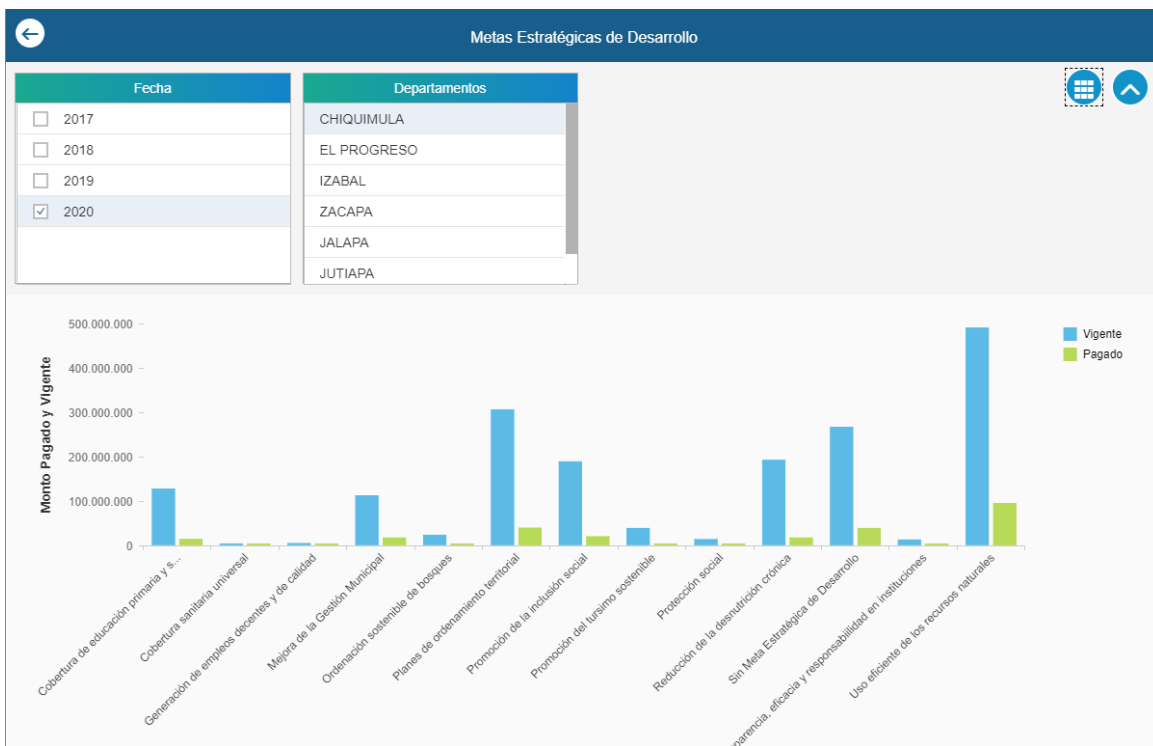 Metas Estratégicas de Desarrollo
Fecha
2017
2018
2019
2020
Departamentos
CHIQUIMULA
EL PROGRESO
IZABAL
ZACAPA
JALAPA
JUTIAPA
Monto Pagado y Vigente
500.000.000
400.000.000
300.000.000
200.000.000
100.000.000
0
Vigente
Pagado
Cobertura de educación primaria y s...
Cobertura sanitaria universal
Generación de empleos decentes y de calidad
Mejora de la Gestión Municipal
Ordenación sostenible de bosques
Planes de ordenamiento territorial
Promoción de la inclusión social
Promoción del tursimo sostenible
Protección social
Reducción de la desnutrición crónica
Sin Meta Estratégica de Desarrollo
parencia, eficacia y responsabiilidad en instituciones
Uso eficiente de los recursos naturales